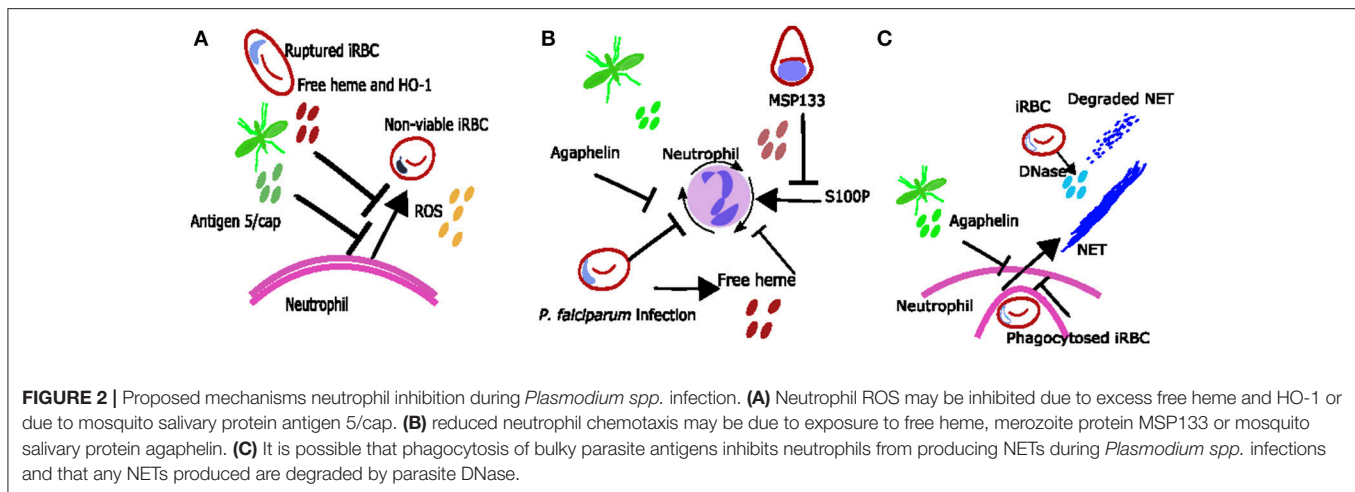 A
Ruptured iRBC
Free heme and HO-1
Non-viable iRBC
ROS
Antigen 5/cap
Neutrophil
B
MSP133
Agaphelin
Neutrophil
S100P
Free heme
P. falciparum Infection
C
Degraded NET
iRBC
DNase
Agaphelin
NET
Neutrophil
Phagocytosed iRBC
FIGURE 2 | Proposed mechanisms neutrophil inhibition during Plasmodium spp. infection. (A) Neutrophil ROS may be inhibited due to excess free heme and HO-1 or
due to mosquito salivary protein antigen 5/cap. (B) reduced neutrophil chemotaxis may be due to exposure to free heme, merozoite protein MSP133 or mosquito
salivary protein agaphelin. (C) It is possible that phagocytosis of bulky parasite antigens inhibits neutrophils from producing NETs during Plasmodium spp. infections
and that any NETs produced are degraded by parasite DNase.